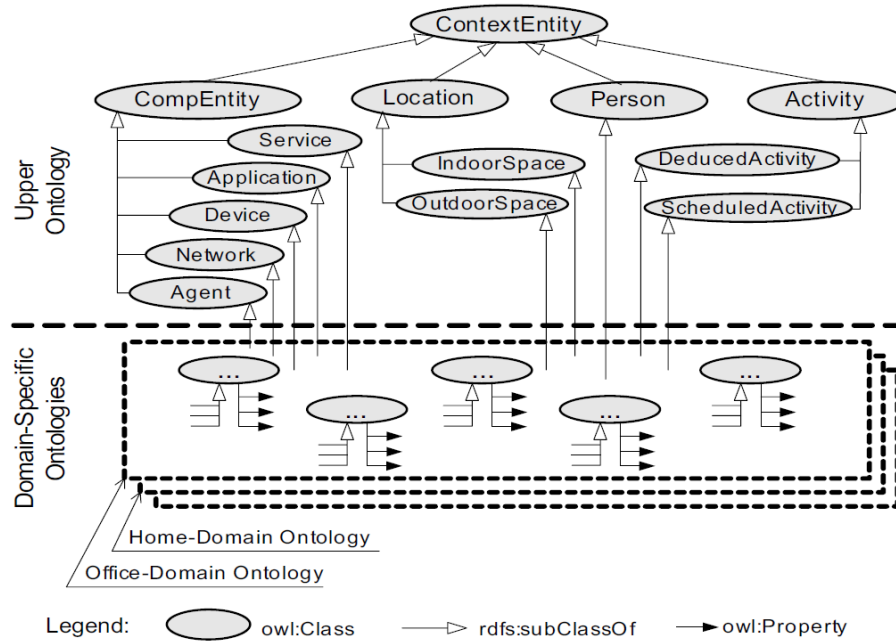 ContextEntity
CompEntity
Location
Person
Activity
Service
IndoorSpace
DeducedActivity
Application
OutdoorSpace
ScheduledActivity
Device
Network
Agent
Upper
Ontology
Domain-Specific
Ontologies
...
...
...
...
...
Home-Domain Ontology
Office-Domain Ontology
Legend:
owl:Class
rdfs:subClassOf
owl:Property